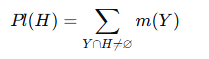 Pl(H) = ∑ m(Y)
Y∩H≠∅